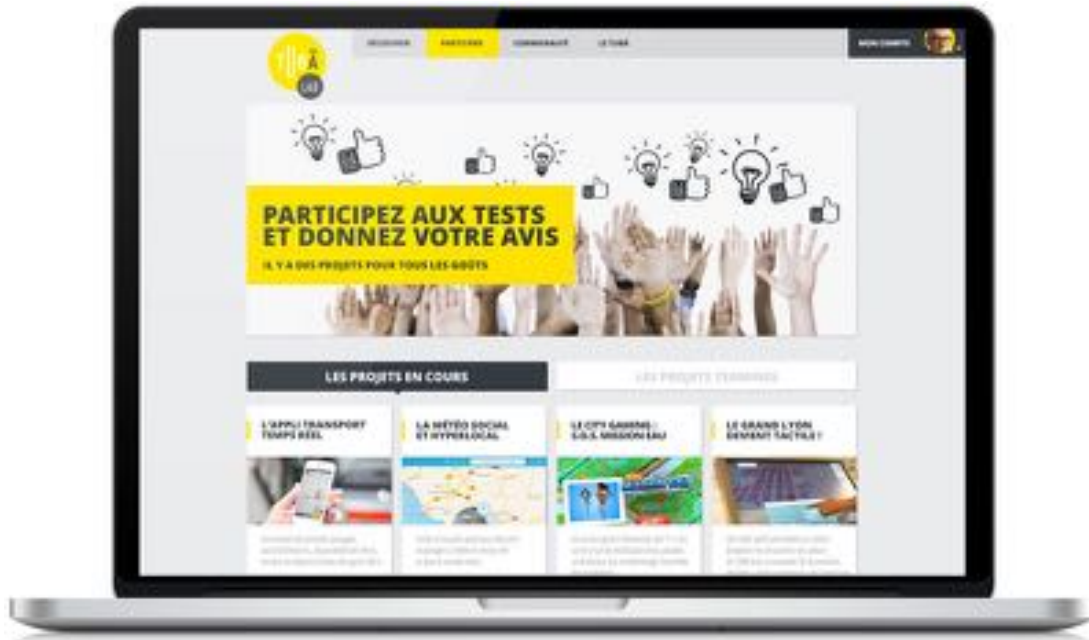 TUBÀ
LAB
DÉCOUVRIR
PARTICIPER
COMMUNAUTÉ
LE TUBÀ
MON COMPTE
PARTICIPEZ AUX TESTS
ET DONNEZ VOTRE AVIS
IL Y A DES PROJETS POUR TOUS LES GOÛTS
LES PROJETS EN COURS
LES PROJETS TERMINÉS
L'APPLI TRANSPORT
TEMPS RÉEL
LA MÉTÉO SOCIAL
ET HYPERLOCAL
LE CITY GAMING :
S.O.S. MISSION EAU
LE GRAND LYON
DEVIENT TACTILE !